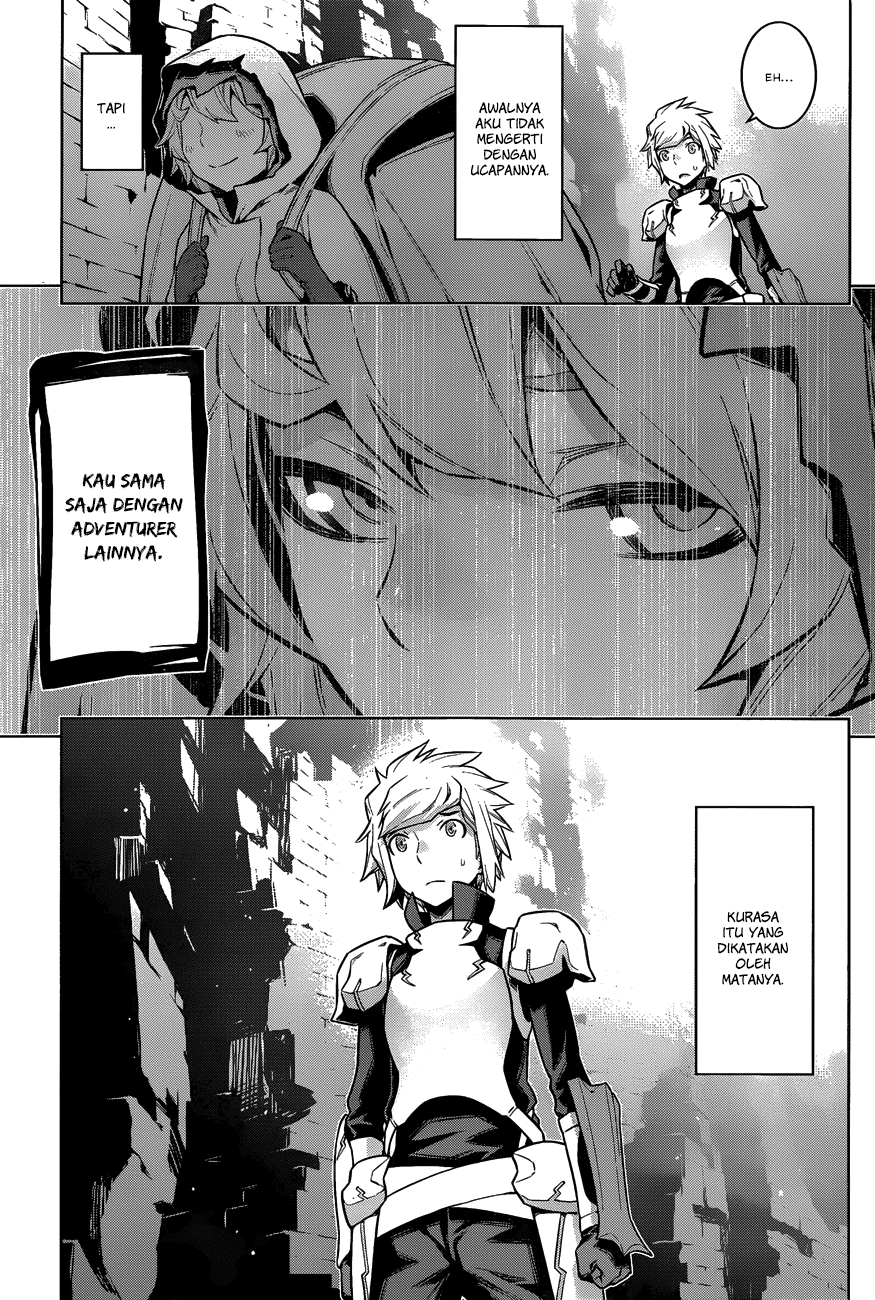 EH...
AWALNYA
AKU TIDAK
MENGERTI
DENGAN
UCAPANNYA.
TAPI
...
KAU SAMA
SAJA DENGAN
ADVENTURER
LAINNYA.
KURASA
ITU YANG
DIKATAKAN
OLEH
MATANYA.